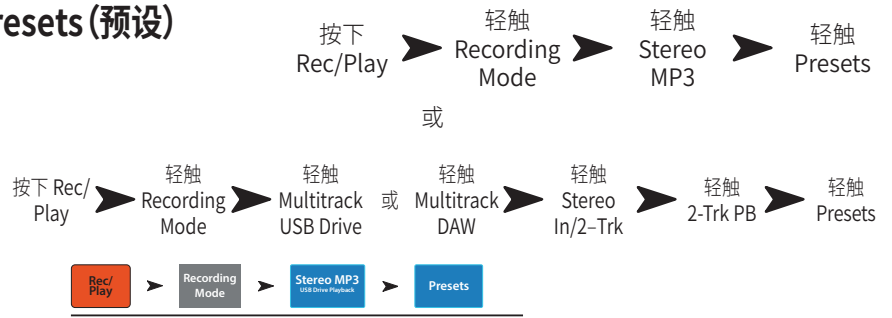 resets (预设)
按下 Rec/Play
轻触 Recording Mode
轻触 Stereo MP3
轻触 Presets
或
按下 Rec/ Play
轻触 Recording Mode
轻触 Multitrack USB Drive
或
轻触 Multitrack DAW
轻触 Stereo In/2–Trk
轻触 2-Trk PB
轻触 Presets
Rec/ Play
Recording Mode
Stereo MP3
USB Drive Playback
Presets